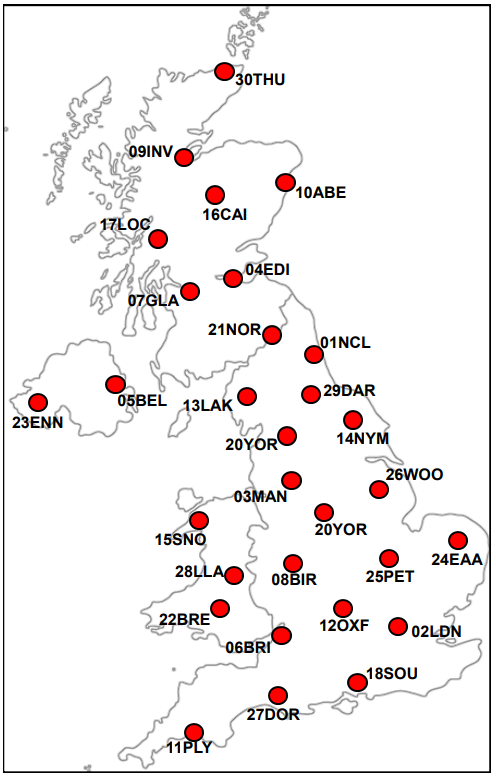 30THU
09INV
10ABE
16CAI
17LOC
04EDI
07GLA
21NOR
01NCL
05BEL
29DAR
13LAK
23ENN
14NYM
20YOR
26WOO
03MAN
20YOR
15SNO
24EAA
28LLA
08BIR
25PET
22BRE
12OXF
02LDN
06BRI
18SOU
27DOR
11PLY